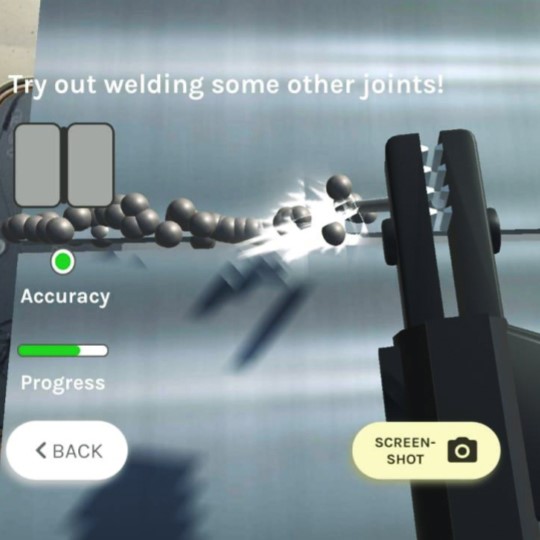 Try out welding some other joints!
Accuracy
Progress
BACK
SCREEN-
SHOT